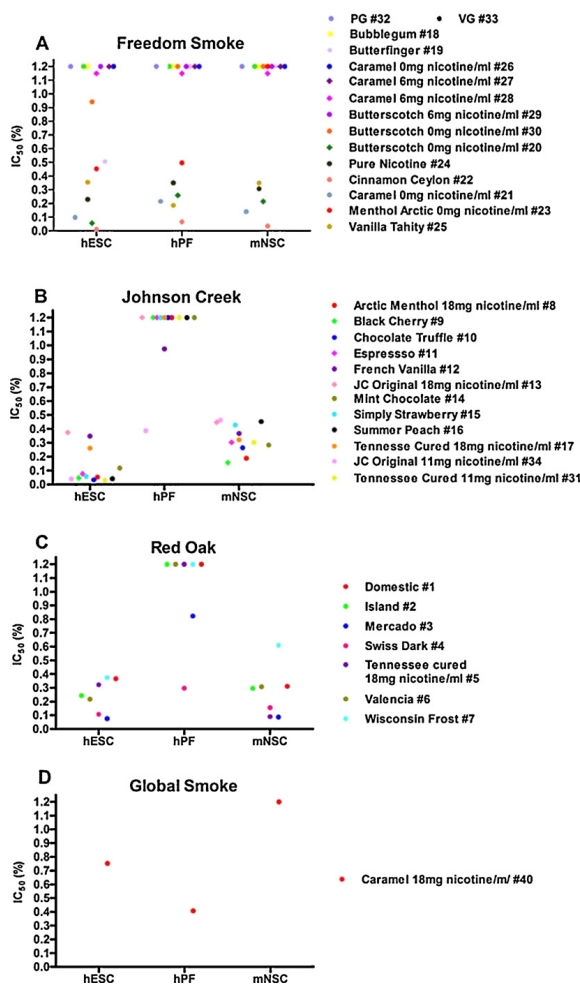 A
Freedom Smoke
PG #32
VG #33
Bubblegum #18
Butterfinger #19
Caramel 0mg nicotine/ml #26
Caramel 6mg nicotine/ml #27
Caramel 6mg nicotine/ml #28
Butterscotch 6mg nicotine/ml #29
Butterscotch 0mg nicotine/ml #30
Butterscotch 0mg nicotine/ml #20
Pure Nicotine #24
Cinnamon Ceylon #22
Caramel 0mg nicotine/ml #21
Menthol Arctic 0mg nicotine/ml #23
Vanilla Tahity #25
IC50 (%)
1.2
1.1
1.0
0.9
0.8
0.7
0.6
0.5
0.4
0.3
0.2
0.1
0.0
hESC hPF mNSC
B
Johnson Creek
Arctic Menthol 18mg nicotine/ml #8
Black Cherry #9
Chocolate Truffle #10
Espressso #11
French Vanilla #12
JC Original 18mg nicotine/ml #13
Mint Chocolate #14
Simply Strawberry #15
Summer Peach #16
Tennesse Cured 18mg nicotine/ml #17
JC Original 11mg nicotine/ml #34
Tennessee Cured 11mg nicotine/ml #31
IC50 (%)
1.2
1.1
1.0
0.9
0.8
0.7
0.6
0.5
0.4
0.3
0.2
0.1
0.0
hESC hPF mNSC
C
Red Oak
Domestic #1
Island #2
Mercado #3
Swiss Dark #4
Tennessee cured
18mg nicotine/ml #5
Valencia #6
Wisconsin Frost #7
IC50 (%)
1.2
1.1
1.0
0.9
0.8
0.7
0.6
0.5
0.4
0.3
0.2
0.1
0.0
hESC hPF mNSC
D
Global Smoke
Caramel 18mg nicotine/m/ #40
IC50 (%)
1.2
1.1
1.0
0.9
0.8
0.7
0.6
0.5
0.4
0.3
0.2
0.1
0.0
hESC hPF mNSC